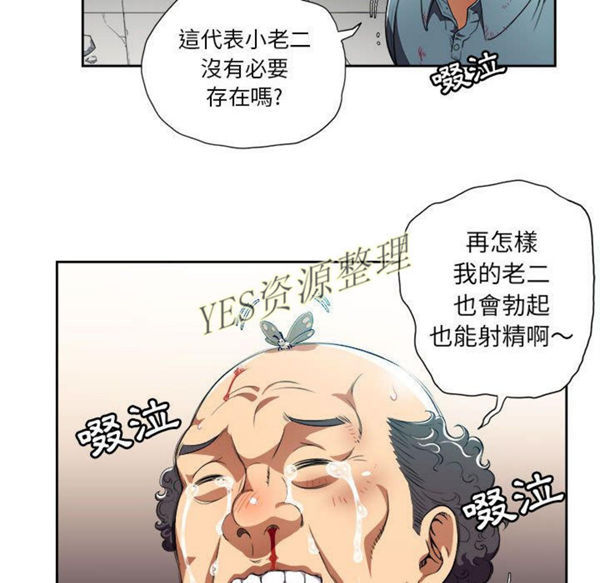 這代表小老二
沒有必要
存在嗎?
啜泣
再怎樣
我的老二
也會勃起
也能射精啊~
YES资源整理
啜泣
啜泣